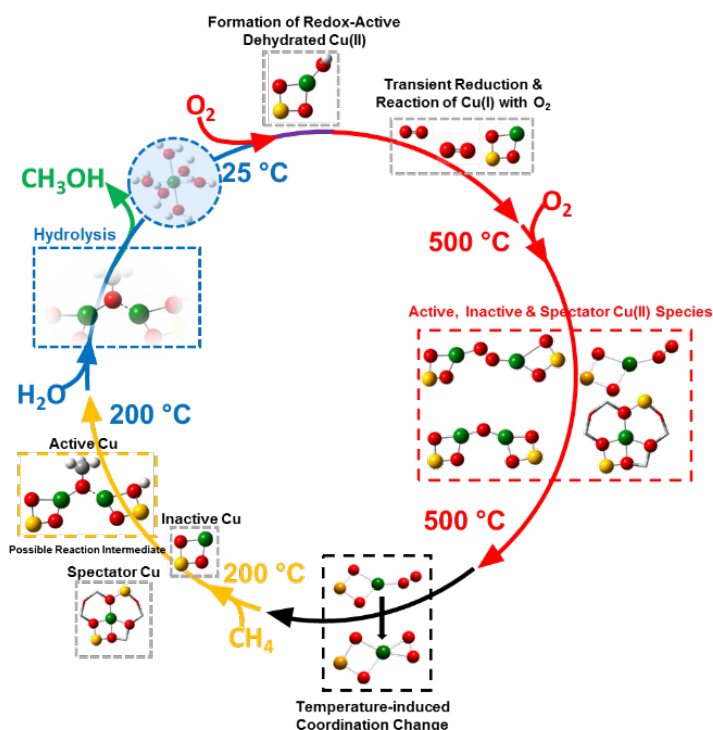 Formation of Redox-Active
Dehydrated Cu(II)
Transient Reduction &
Reaction of Cu(I) with O₂
O₂
25 °C
CH₃OH
Hydrolysis
O₂
500 °C
Active, Inactive & Spectator Cu(II) Species
H₂O
200 °C
Active Cu
Possible Reaction Intermediate
Inactive Cu
Spectator Cu
200 °C
CH₄
500 °C
Temperature-induced
Coordination Change